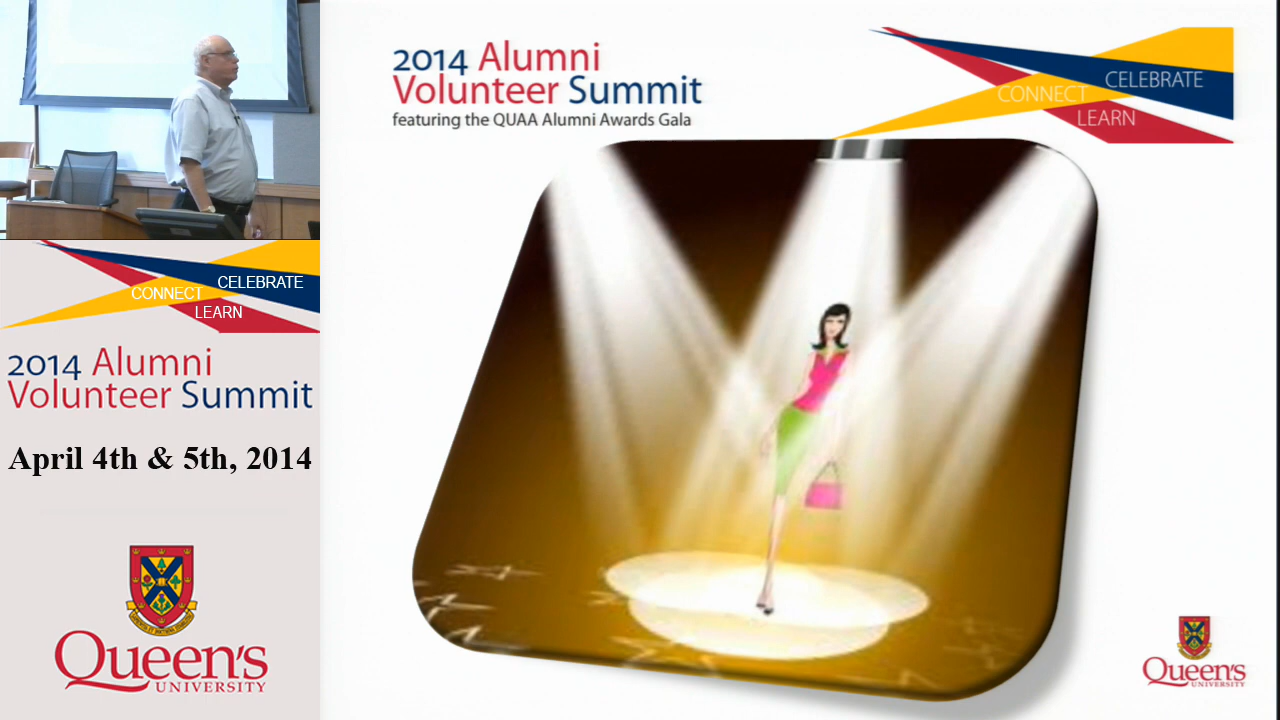 CELEBRATE
CONNECT
LEARN
2014 Alumni
Volunteer Summit
April 4th & 5th, 2014
Queen's
UNIVERSITY
2014 Alumni
Volunteer Summit
featuring the QUAA Alumni Awards Gala
CELEBRATE
CONNECT
LEARN
Queen's
UNIVERSITY